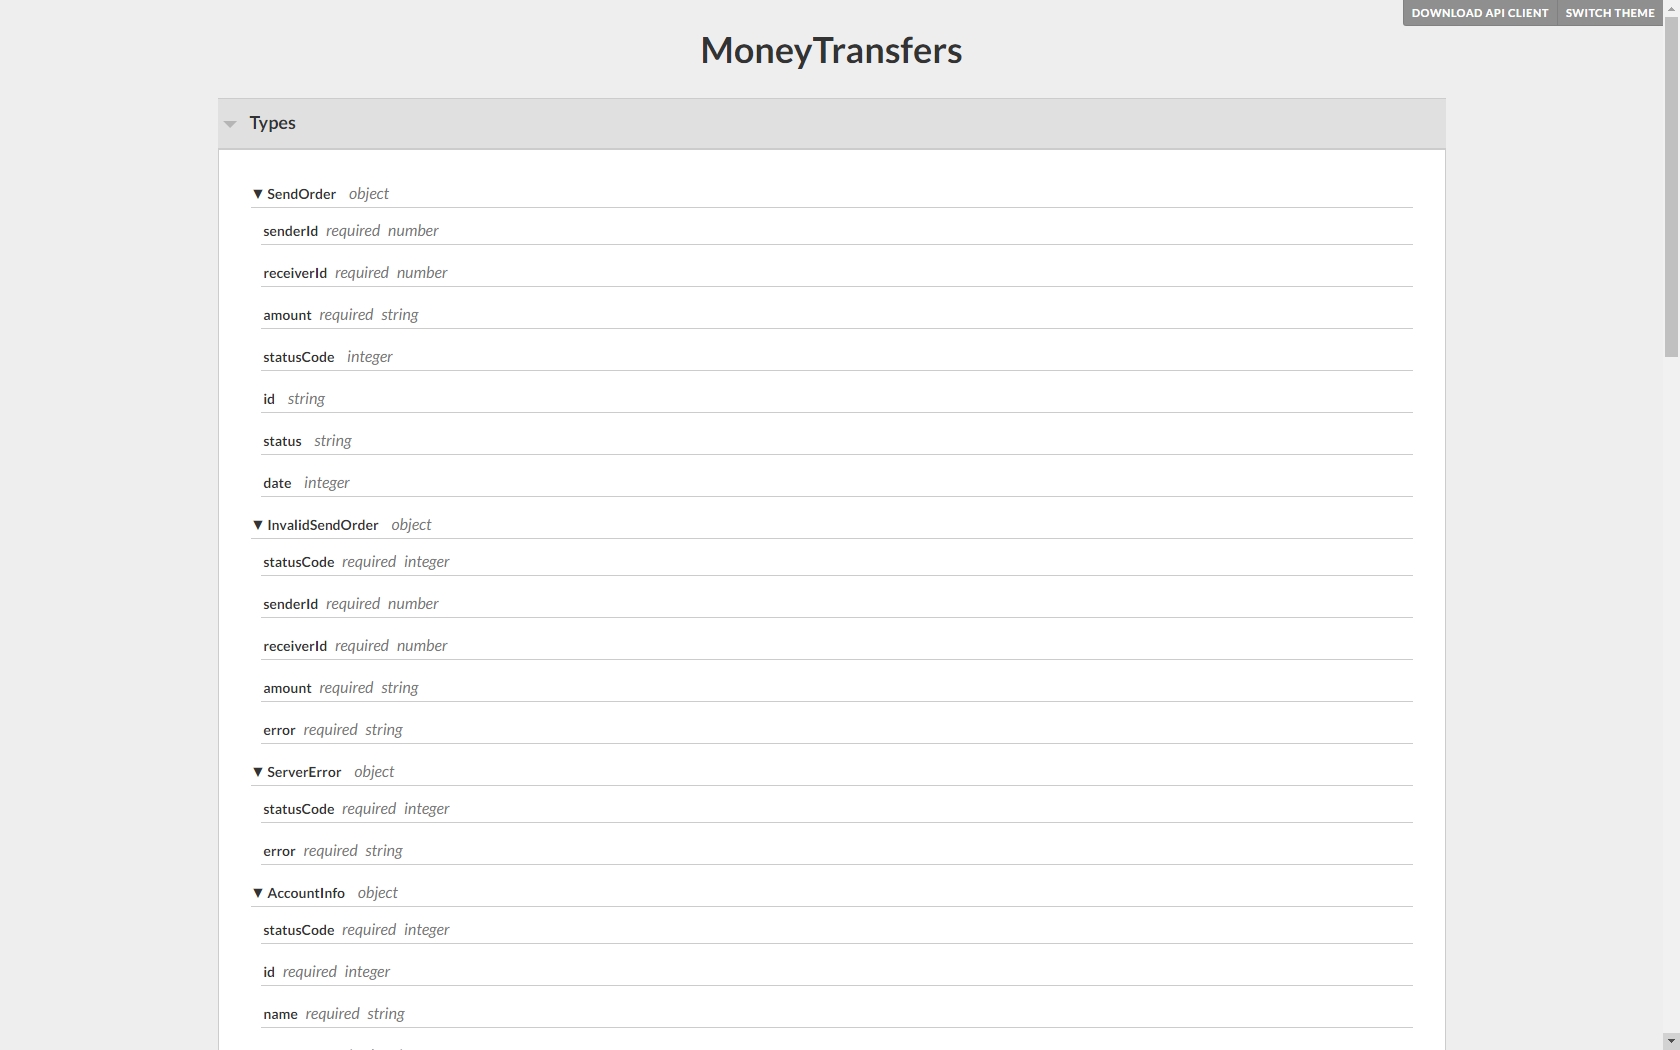 DOWNLOAD API CLIENT SWITCH THEME
MoneyTransfers
Types
▼ SendOrder object
senderId required number
receiverId required number
amount required string
statusCode integer
id string
status string
date integer
▼ InvalidSendOrder object
statusCode required integer
senderId required number
receiverId required number
amount required string
error required string
▼ ServerError object
statusCode required integer
error required string
▼ AccountInfo object
statusCode required integer
id required integer
name required string